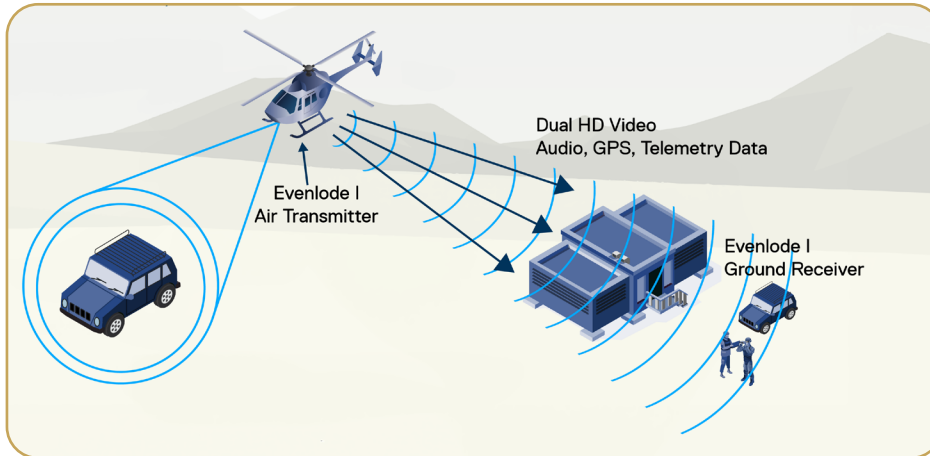 Dual HD Video
Audio, GPS, Telemetry Data
Evenlode I
Air Transmitter
Evenlode I
Ground Receiver